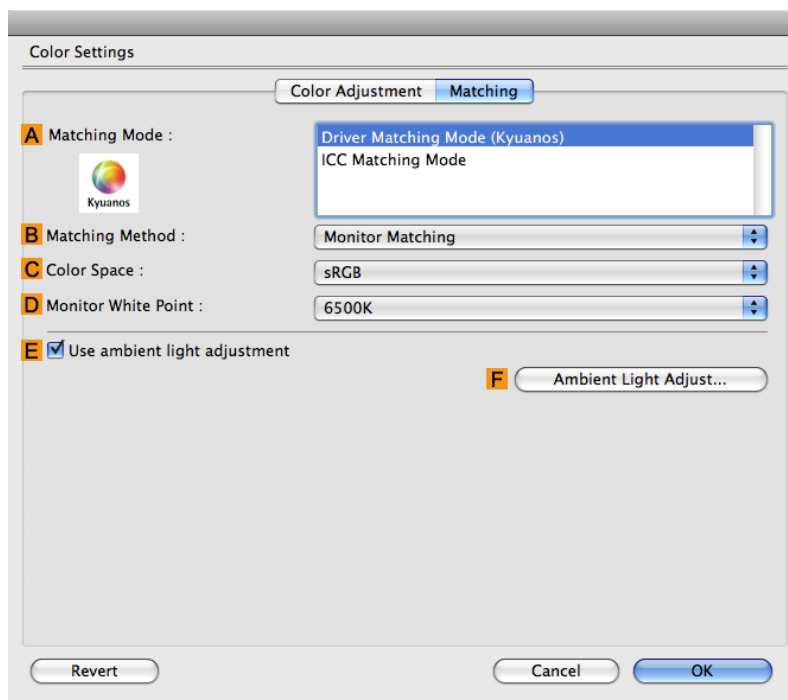 Color Settings
Color Adjustment Matching
A Matching Mode : Driver Matching Mode (Kyuanos)
ICC Matching Mode
Kyuanos
B Matching Method : Monitor Matching
C Color Space : sRGB
D Monitor White Point : 6500K
E Use ambient light adjustment
F Ambient Light Adjust...
Revert Cancel OK